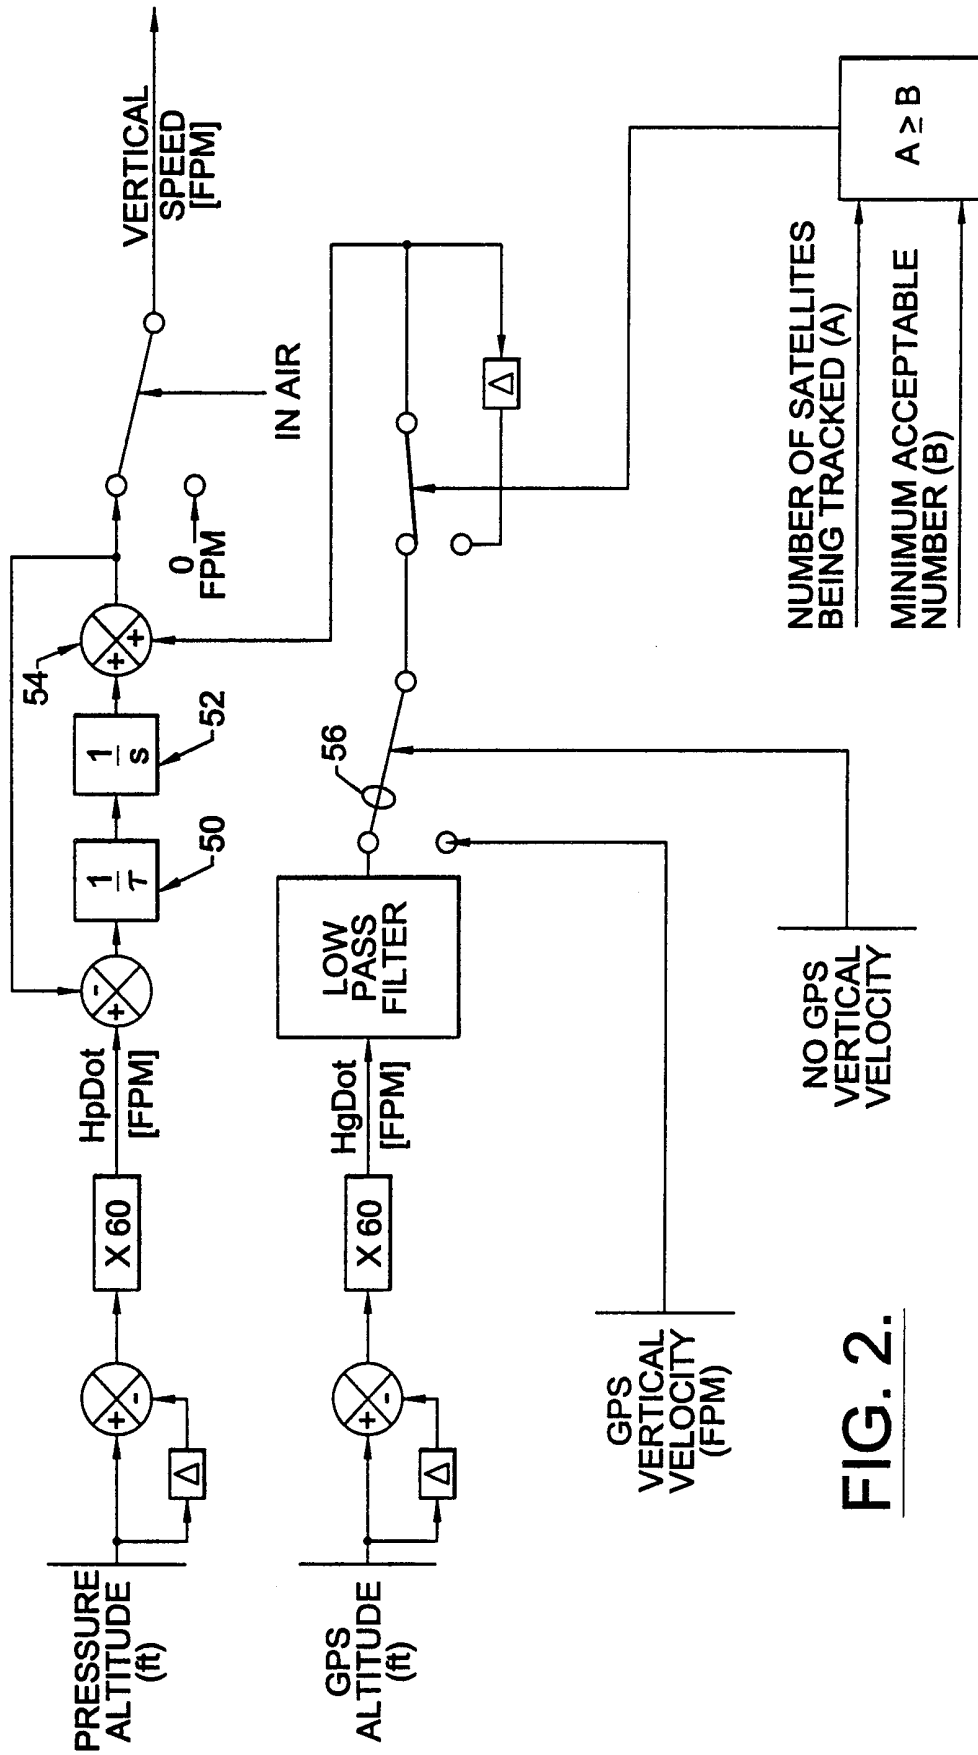 PRESSURE
ALTITUDE
(ft)
Δ
+
-
X 60
HpDot
[FPM]
+
-
1
τ
50
1
s
52
54
+
+
0
FPM
IN AIR
VERTICAL
SPEED
[FPM]
GPS
ALTITUDE
(ft)
Δ
+
-
X 60
HgDot
[FPM]
LOW
PASS
FILTER
56
Δ
GPS
VERTICAL
VELOCITY
(FPM)
NO GPS
VERTICAL
VELOCITY
NUMBER OF SATELLITES
BEING TRACKED (A)
MINIMUM ACCEPTABLE
NUMBER (B)
A ≥ B
FIG. 2.